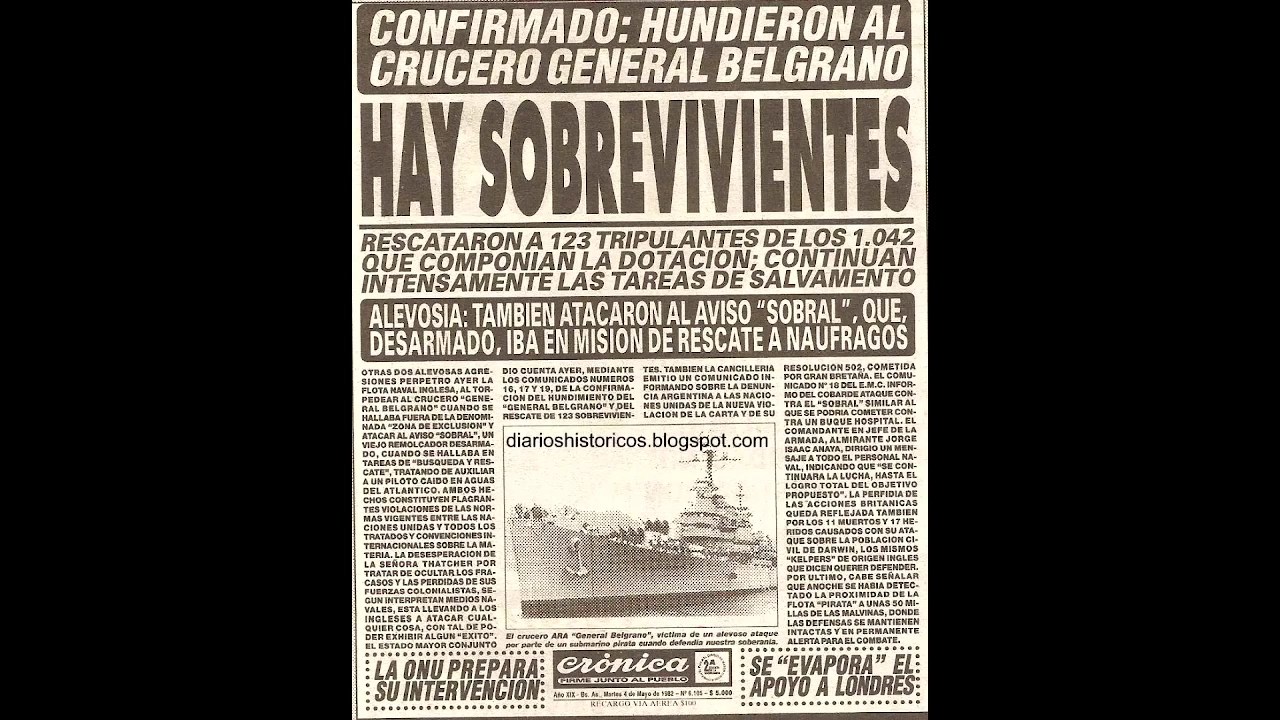 CONFIRMADO: HUNDIERON AL
CRUCERO GENERAL BELGRANO
HAY SOBREVIVIENTES
RESCATARON A 123 TRIPULANTES DE LOS 1.042
QUE COMPONIAN LA DOTACION; CONTINUAN
INTENSAMENTE LAS TAREAS DE SALVAMENTO
ALEVOSIA: TAMBIEN ATACARON AL AVISO "SOBRAL", QUE,
DESARMADO, IBA EN MISION DE RESCATE A NAUFRAGOS
OTRAS DOS ALEVOSAS AGRE-
SIONES PERPETRO AYER LA
FLOTA NAVAL INGLESA, AL TOR-
PEDEAR AL CRUCERO "GENE-
RAL BELGRANO" CUANDO SE
HALLABA FUERA DE LA DENOMI-
NADA "ZONA DE EXCLUSION" Y
ATACAR AL AVISO "SOBRAL", UN
VIEJO REMOLCADOR DESARMA-
DO, CUANDO SE HALLABA EN
TAREAS DE "BUSQUEDA Y RES-
CATE", TRATANDO DE AUXILIAR
A UN PILOTO CAIDO EN AGUAS
DEL ATLANTICO. AMBOS HE-
CHOS CONSTITUYEN FLAGRAN-
TES VIOLACIONES DE LAS NOR-
MAS VIGENTES ENTRE LAS NA-
CIONES UNIDAS Y TODOS LOS
TRATADOS Y CONVENCIONES IN-
TERNACIONALES SOBRE LA MA-
TERIA. LA DESESPERACION DE
LA SEÑORA THATCHER POR
TRATAR DE OCULTAR LOS FRA-
CASOS Y LAS PERDIDAS DE SUS
FUERZAS COLONIALISTAS, SE-
GUN INTERPRETAN MEDIOS NA-
VALES, ESTA LLEVANDO A LOS
INGLESES A ATACAR CUAL-
QUIER COSA, CON TAL DE PO-
DER EXHIBIR ALGUN "EXITO".
EL ESTADO MAYOR CONJUNTO
DIO CUENTA AYER, MEDIANTE
LOS COMUNICADOS NUMEROS
16, 17 Y 19, DE LA CONFIRMA-
CION DEL HUNDIMIENTO DEL
"GENERAL BELGRANO" Y DEL
RESCATE DE 123 SOBREVIVIEN-
TES. TAMBIEN LA CANCILLERIA
EMITIO UN COMUNICADO IN-
FORMANDO SOBRE LA DENUN-
CIA ARGENTINA A LAS NACIO-
NES UNIDAS DE LA NUEVA VIO-
LACION DE LA CARTA Y DE SU
RESOLUCION 502, COMETIDA
POR GRAN BRETAÑA. EL COMU-
NICADO Nº 18 DEL E.M.C. INFOR-
MO DEL COBARDE ATAQUE CON-
TRA EL "SOBRAL" SIMILAR AL
QUE SE PODRIA COMETER CON-
TRA UN BUQUE HOSPITAL. EL
COMANDANTE EN JEFE DE LA
ARMADA, ALMIRANTE JORGE
ISAAC ANAYA, DIRIGIO UN MEN-
SAJE A TODO EL PERSONAL NA-
VAL, INDICANDO QUE "SE CON-
TINUARA LA LUCHA, HASTA EL
LOGRO TOTAL DEL OBJETIVO
PROPUESTO". LA PERFIDIA DE
LAS ACCIONES BRITANICAS
QUEDA REFLEJADA TAMBIEN
POR LOS 11 MUERTOS Y 17 HE-
RIDOS CAUSADOS CON SU ATA-
QUE SOBRE LA POBLACION CI-
VIL DE DARWIN, LOS MISMOS
"KELPERS" DE ORIGEN INGLES
QUE DICEN QUERER DEFENDER.
POR ULTIMO, CABE SEÑALAR
QUE ANOCHE SE HABIA DETEC-
TADO LA PROXIMIDAD DE LA
FLOTA "PIRATA" A UNAS 50 MI-
LLAS DE LAS MALVINAS, DONDE
LAS DEFENSAS SE MANTIENEN
INTACTAS Y EN PERMANENTE
ALERTA PARA EL COMBATE.
diarioshistoricos.blogspot.com
El crucero ARA "General Belgrano", víctima de un alevoso ataque
por parte de un submarino pirata cuando defendía nuestra soberanía.
LA ONU PREPARA
SU INTERVENCION
crónica
FIRME JUNTO AL PUEBLO
Año XIX - Bs. As., Martes 4 de Mayo de 1982 - Nº 6.105 - $ 5.000
RECARGO VIA AEREA $100
SE "EVAPORA" EL
APOYO A LONDRES